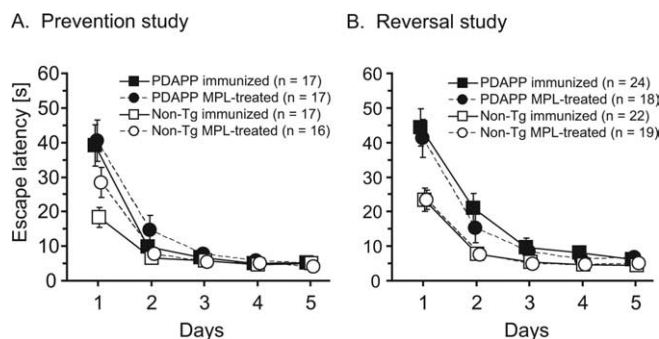 A. Prevention study
Escape latency [s]
60
50
40
30
20
10
0
PDAPP immunized (n = 17)
PDAPP MPL-treated (n = 17)
Non-Tg immunized (n = 17)
Non-Tg MPL-treated (n = 16)
1 2 3 4 5
Days
B. Reversal study
60
50
40
30
20
10
0
PDAPP immunized (n = 24)
PDAPP MPL-treated (n = 18)
Non-Tg immunized (n = 22)
Non-Tg MPL-treated (n = 19)
1 2 3 4 5
Days